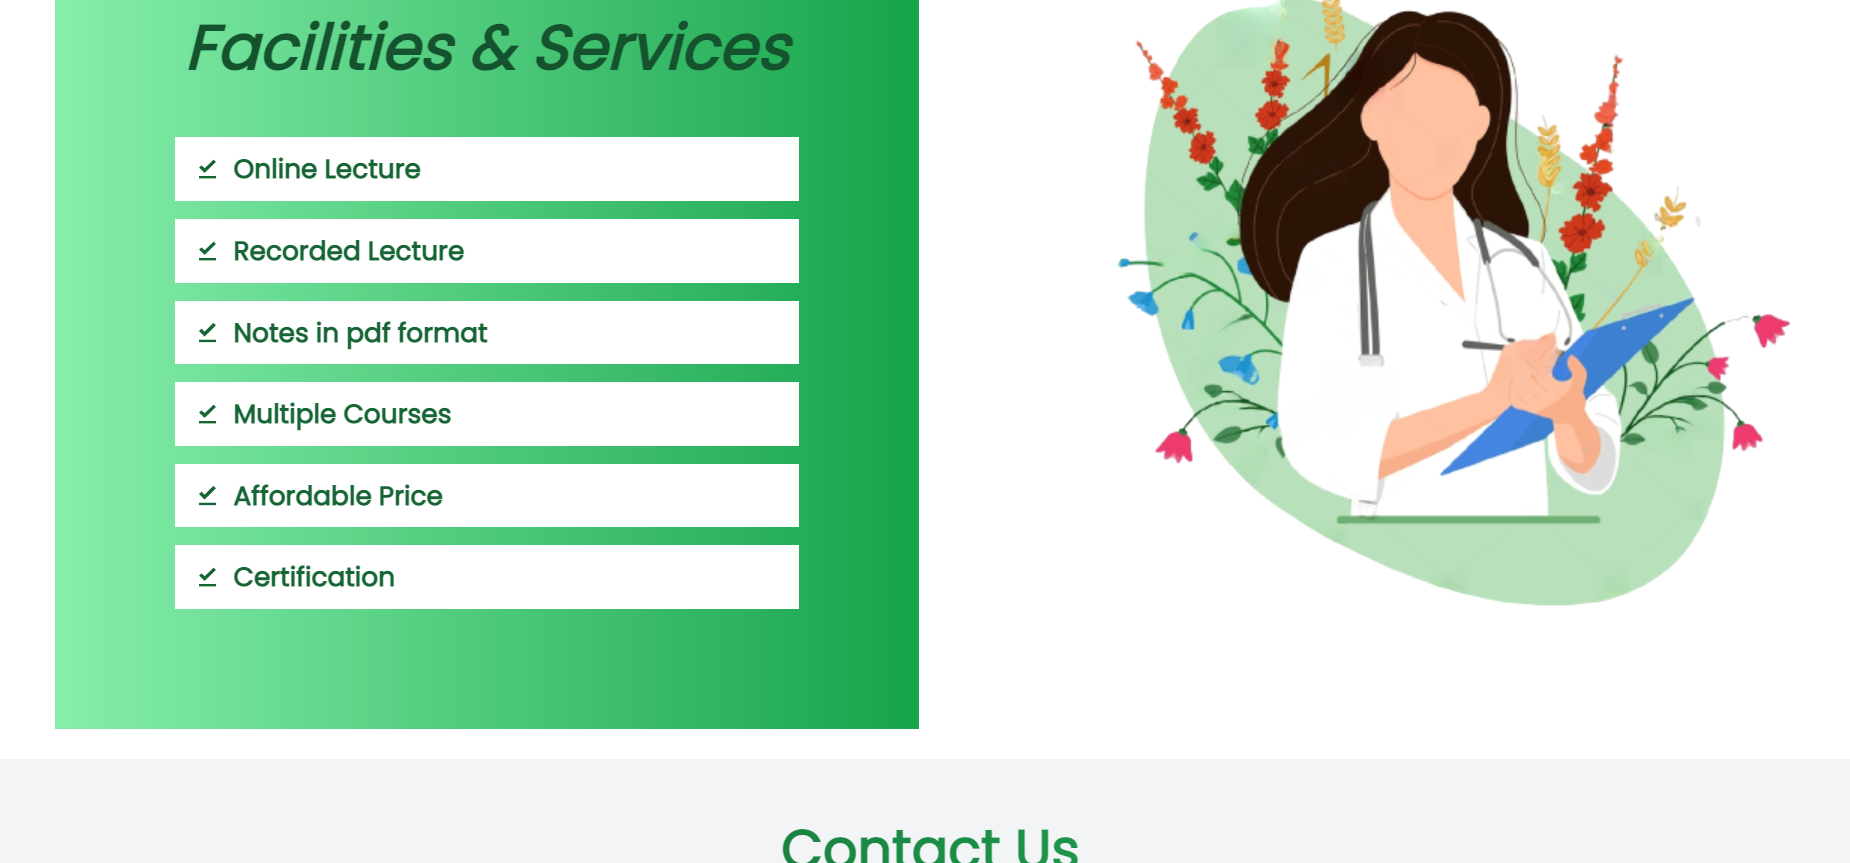 Facilities & Services
Online Lecture
Recorded Lecture
Notes in pdf format
Multiple Courses
Affordable Price
Certification
Contact Us